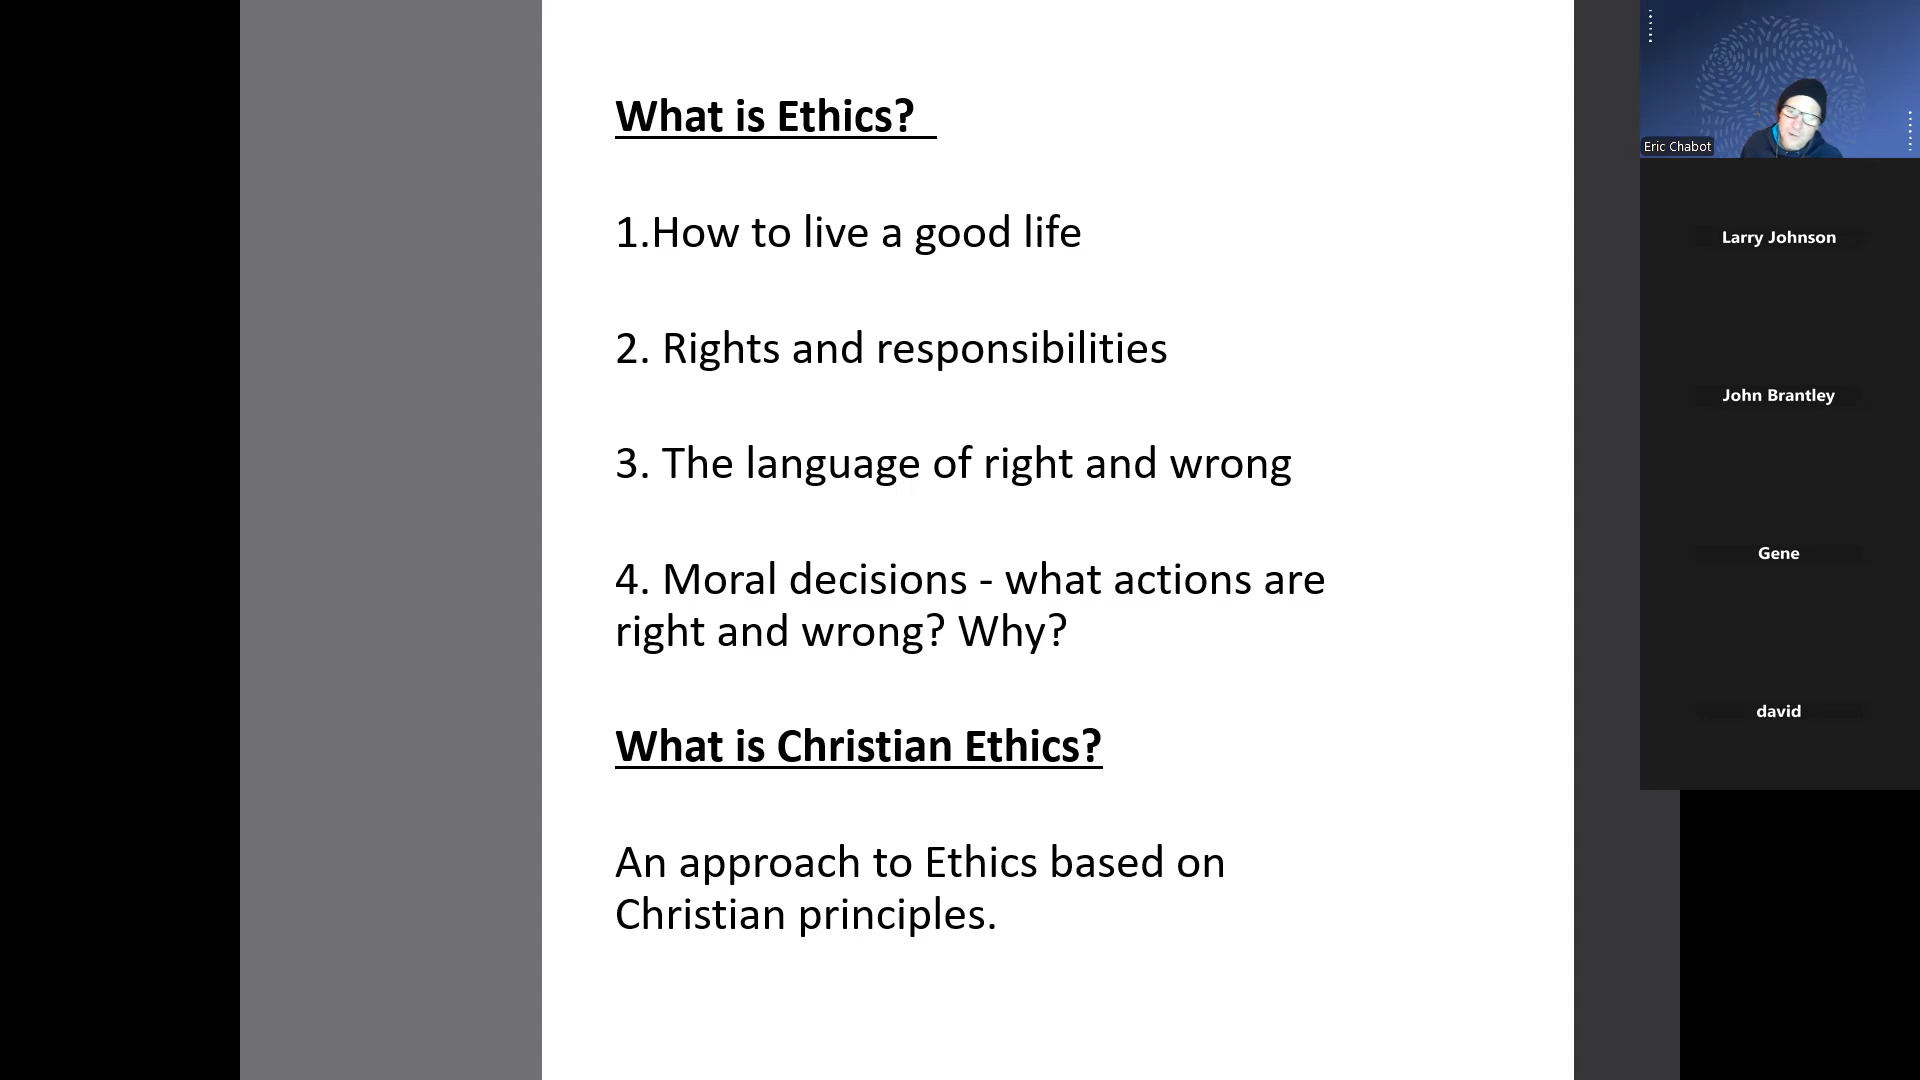 What is Ethics?
1.How to live a good life
2. Rights and responsibilities
3. The language of right and wrong
4. Moral decisions - what actions are
right and wrong? Why?
What is Christian Ethics?
An approach to Ethics based on
Christian principles.
Eric Chabot
Larry Johnson
John Brantley
Gene
david